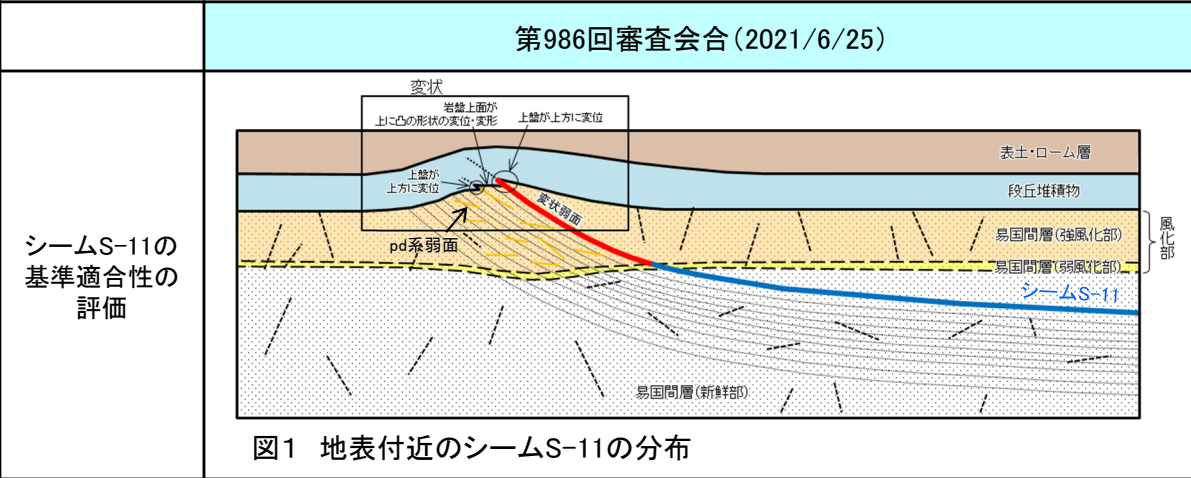 第986回審査会合(2021/6/25)
シームS-11の
基準適合性の
評価
変状
岩盤上面が
上に凸の形状の変位・変形
上盤が上方に変位
上盤が
上方に変位
変状弱面
pd系弱面
表土・ローム層
段丘堆積物
易国間層(強風化部)
易国間層(弱風化部)
風化部
シームS-11
易国間層(新鮮部)
図1 地表付近のシームS-11の分布